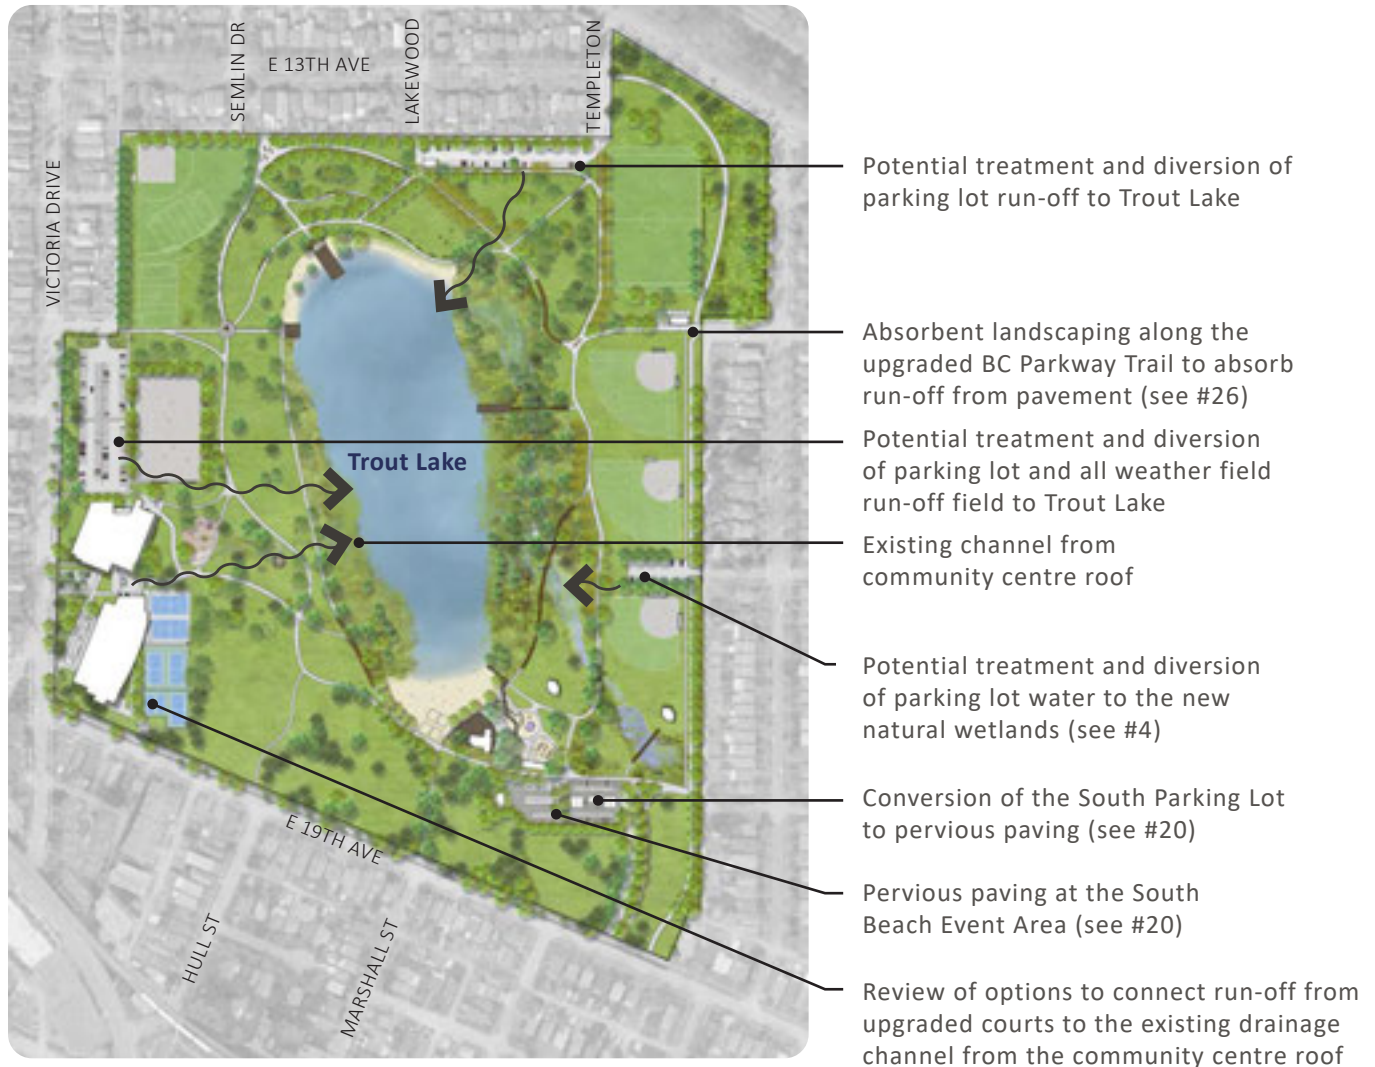 SEMLIN DR
E 13TH AVE
LAKEWOOD
TEMPLETON
VICTORIA DRIVE
Trout Lake
E 19TH AVE
HULL ST
MARSHALL ST
Potential treatment and diversion of
parking lot run-off to Trout Lake
Absorbent landscaping along the
upgraded BC Parkway Trail to absorb
run-off from pavement (see #26)
Potential treatment and diversion
of parking lot and all weather field
run-off field to Trout Lake
Existing channel from
community centre roof
Potential treatment and diversion
of parking lot water to the new
natural wetlands (see #4)
Conversion of the South Parking Lot
to pervious paving (see #20)
Pervious paving at the South
Beach Event Area (see #20)
Review of options to connect run-off from
upgraded courts to the existing drainage
channel from the community centre roof